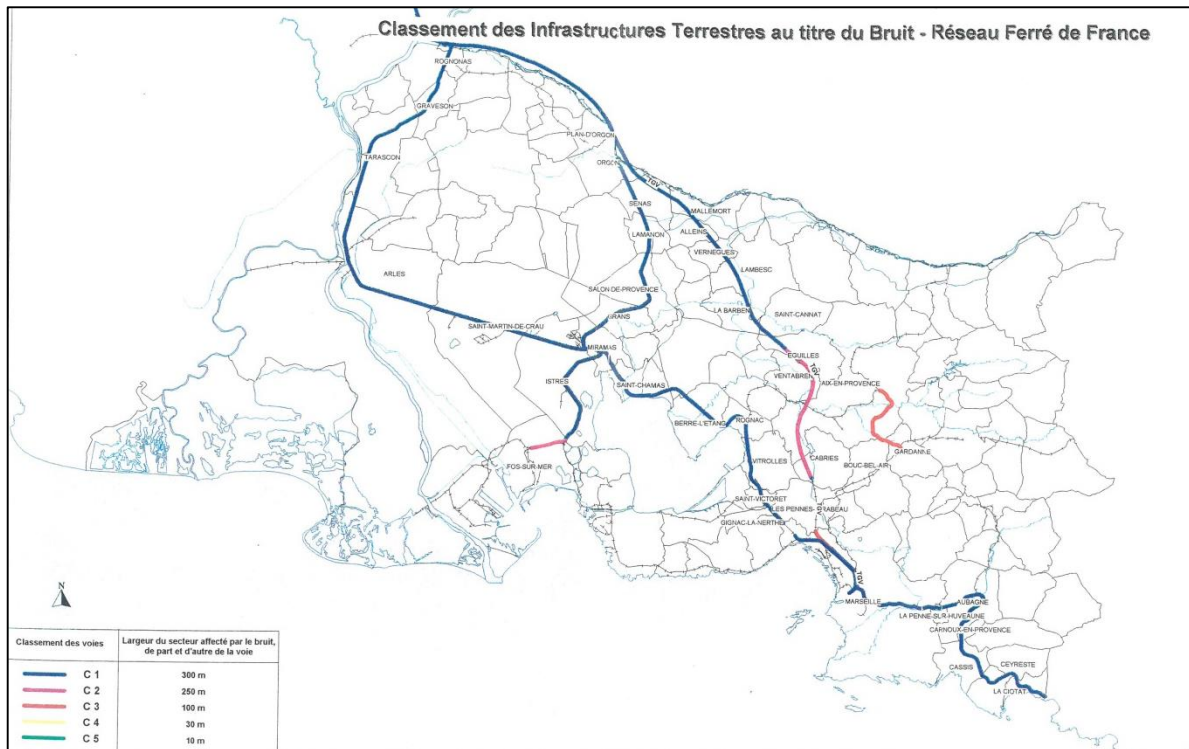 Classement des Infrastructures Terrestres au titre du Bruit - Réseau Ferré de France
ROGNONAS
GRAVESON
PLAN-D'ORGON
TARASCON
ORGON
TGV
SENAS
MALLEMORT
LAMANON
ALLEINS
VERNEGUES
ARLES
LAMBESC
SALON-DE-PROVENCE
LA BARBEN
SAINT-CANNAT
GRANS
SAINT-MARTIN-DE-CRAU
MIRAMAS
EGUILLES
TGV
VENTABREN
ISTRES
SAINT-CHAMAS
AIX-EN-PROVENCE
BERRE-L'ETANG
ROGNAC
GARDANNE
CABRIES
VITROLLES
BOUC-BEL-AIR
FOS-SUR-MER
SAINT-VICTORET
LES PENNES-MIRABEAU
GIGNAC-LA-NERTHE
TGV
MARSEILLE
AUBAGNE
LA PENNE-SUR-HUVEAUNE
CARNOUX-EN-PROVENCE
CASSIS
CEYRESTE
LA CIOTAT
N
Classement des voies
Largeur du secteur affecté par le bruit,
de part et d'autre de la voie
C 1 300 m
C 2 250 m
C 3 100 m
C 4 30 m
C 5 10 m